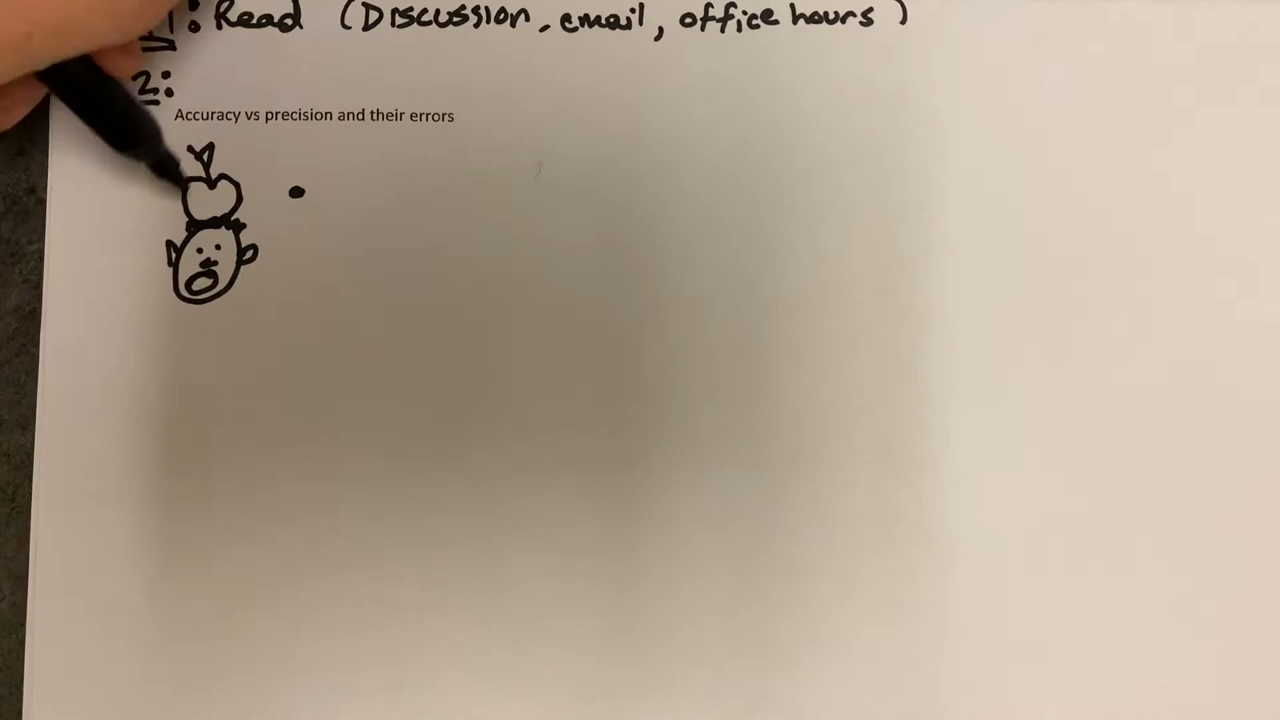 1: Read (Discussion, email, office hours)
2:
Accuracy vs precision and their errors